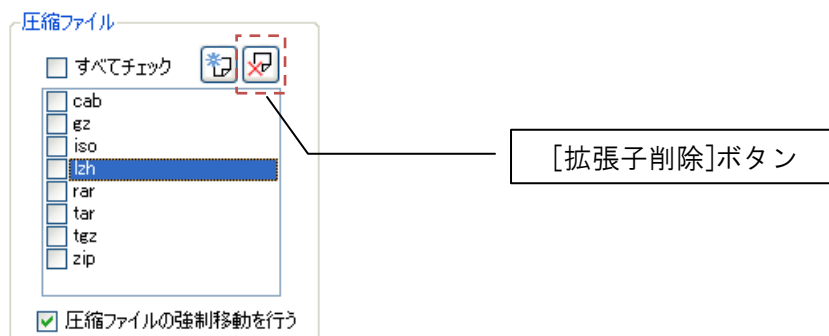 圧縮ファイル
すべてチェック
cab
gz
iso
lzh
rar
tar
tgz
zip
圧縮ファイルの強制移動を行う
[拡張子削除]ボタン